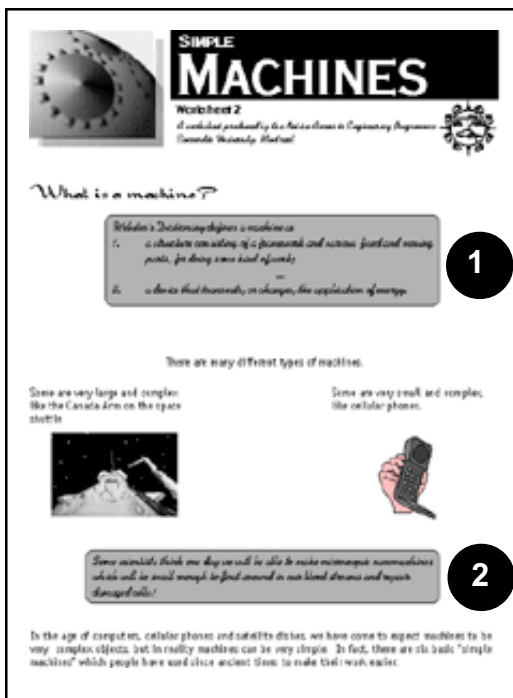 SIMPLE
MACHINES
Worksheet 2
A worksheet produced by the Native Access to Engineering Programme
Concordia University, Montreal
What is a machine?
Webster's Dictionary defines a machine as
1. a structure consisting of a framework and various fixed and moving
parts, for doing some kind of work;
or
2. a device that transmits, or changes, the application of energy.
1
There are many different types of machines.
Some are very large and complex
like the Canada Arm on the space
shuttle
Some are very small and complex,
like cellular phones.
Some scientists think one day we will be able to make microscopic nanomachines
which will be small enough to float around in our blood streams and repair
damaged cells!
2
In the age of computers, cellular phones and satellite dishes, we have come to expect machines to be
very complex objects, but in reality machines can be very simple. In fact, there are six basic "simple
machines" which people have used since ancient times to make their work easier.